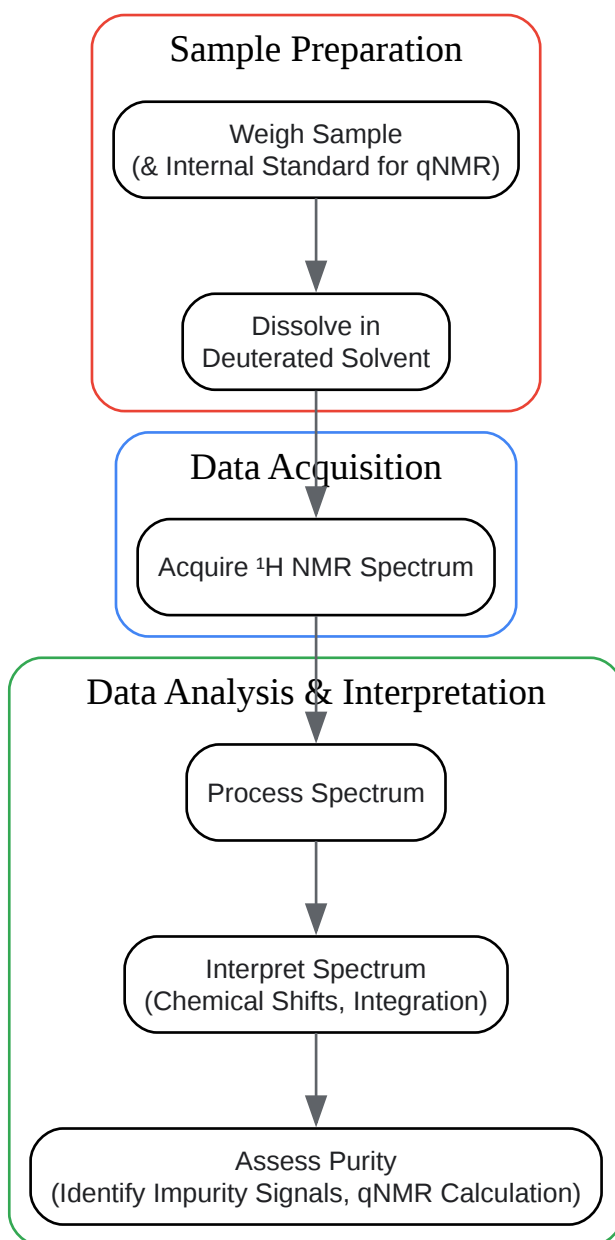 Sample Preparation
Weigh Sample
(& Internal Standard for qNMR)
Dissolve in
Deuterated Solvent
Data Acquisition
Acquire ¹H NMR Spectrum
Data Analysis & Interpretation
Process Spectrum
Interpret Spectrum
(Chemical Shifts, Integration)
Assess Purity
(Identify Impurity Signals, qNMR Calculation)